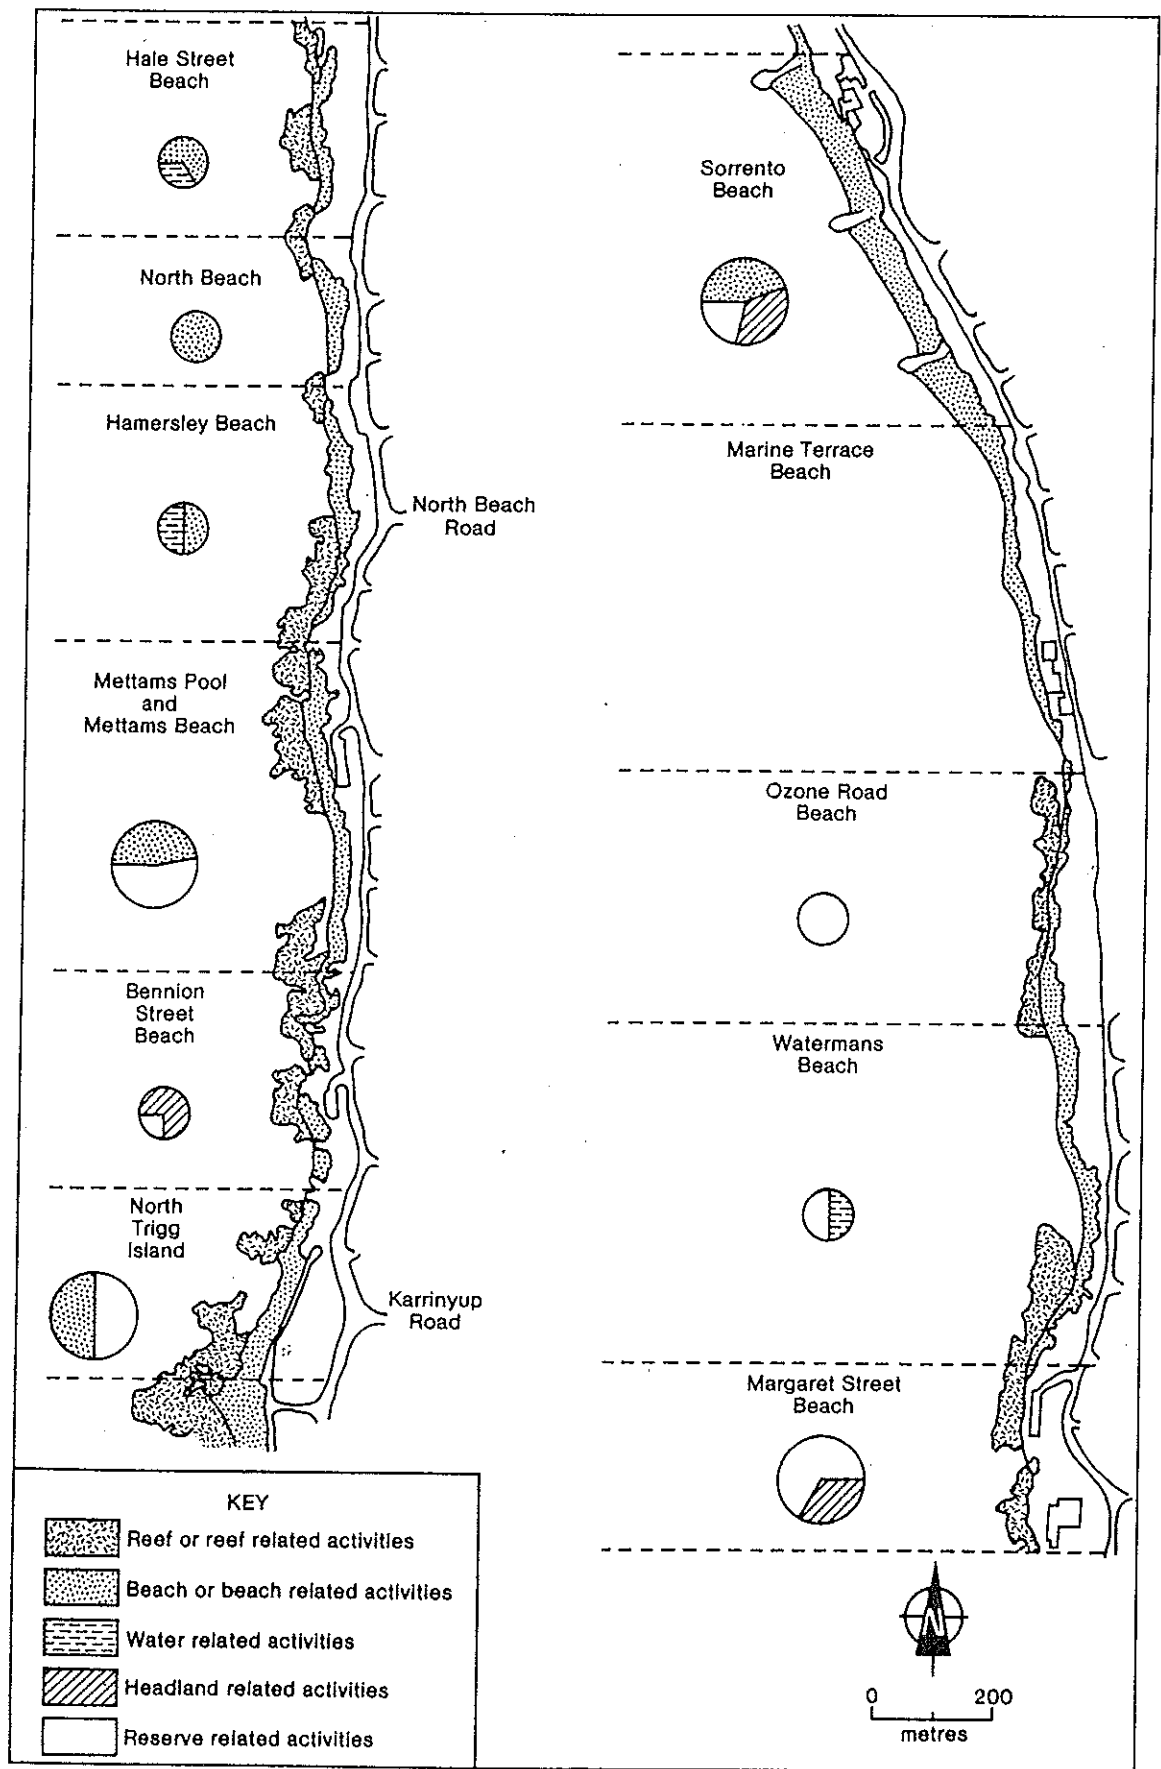 Hale Street
Beach
North Beach
Hamersley Beach
North Beach
Road
Mettams Pool
and
Mettams Beach
Bennion
Street
Beach
North
Trigg
Island
Karrinyup
Road
Sorrento
Beach
Marine Terrace
Beach
Ozone Road
Beach
Watermans
Beach
Margaret Street
Beach
KEY
Reef or reef related activities
Beach or beach related activities
Water related activities
Headland related activities
Reserve related activities
N
0 200
metres